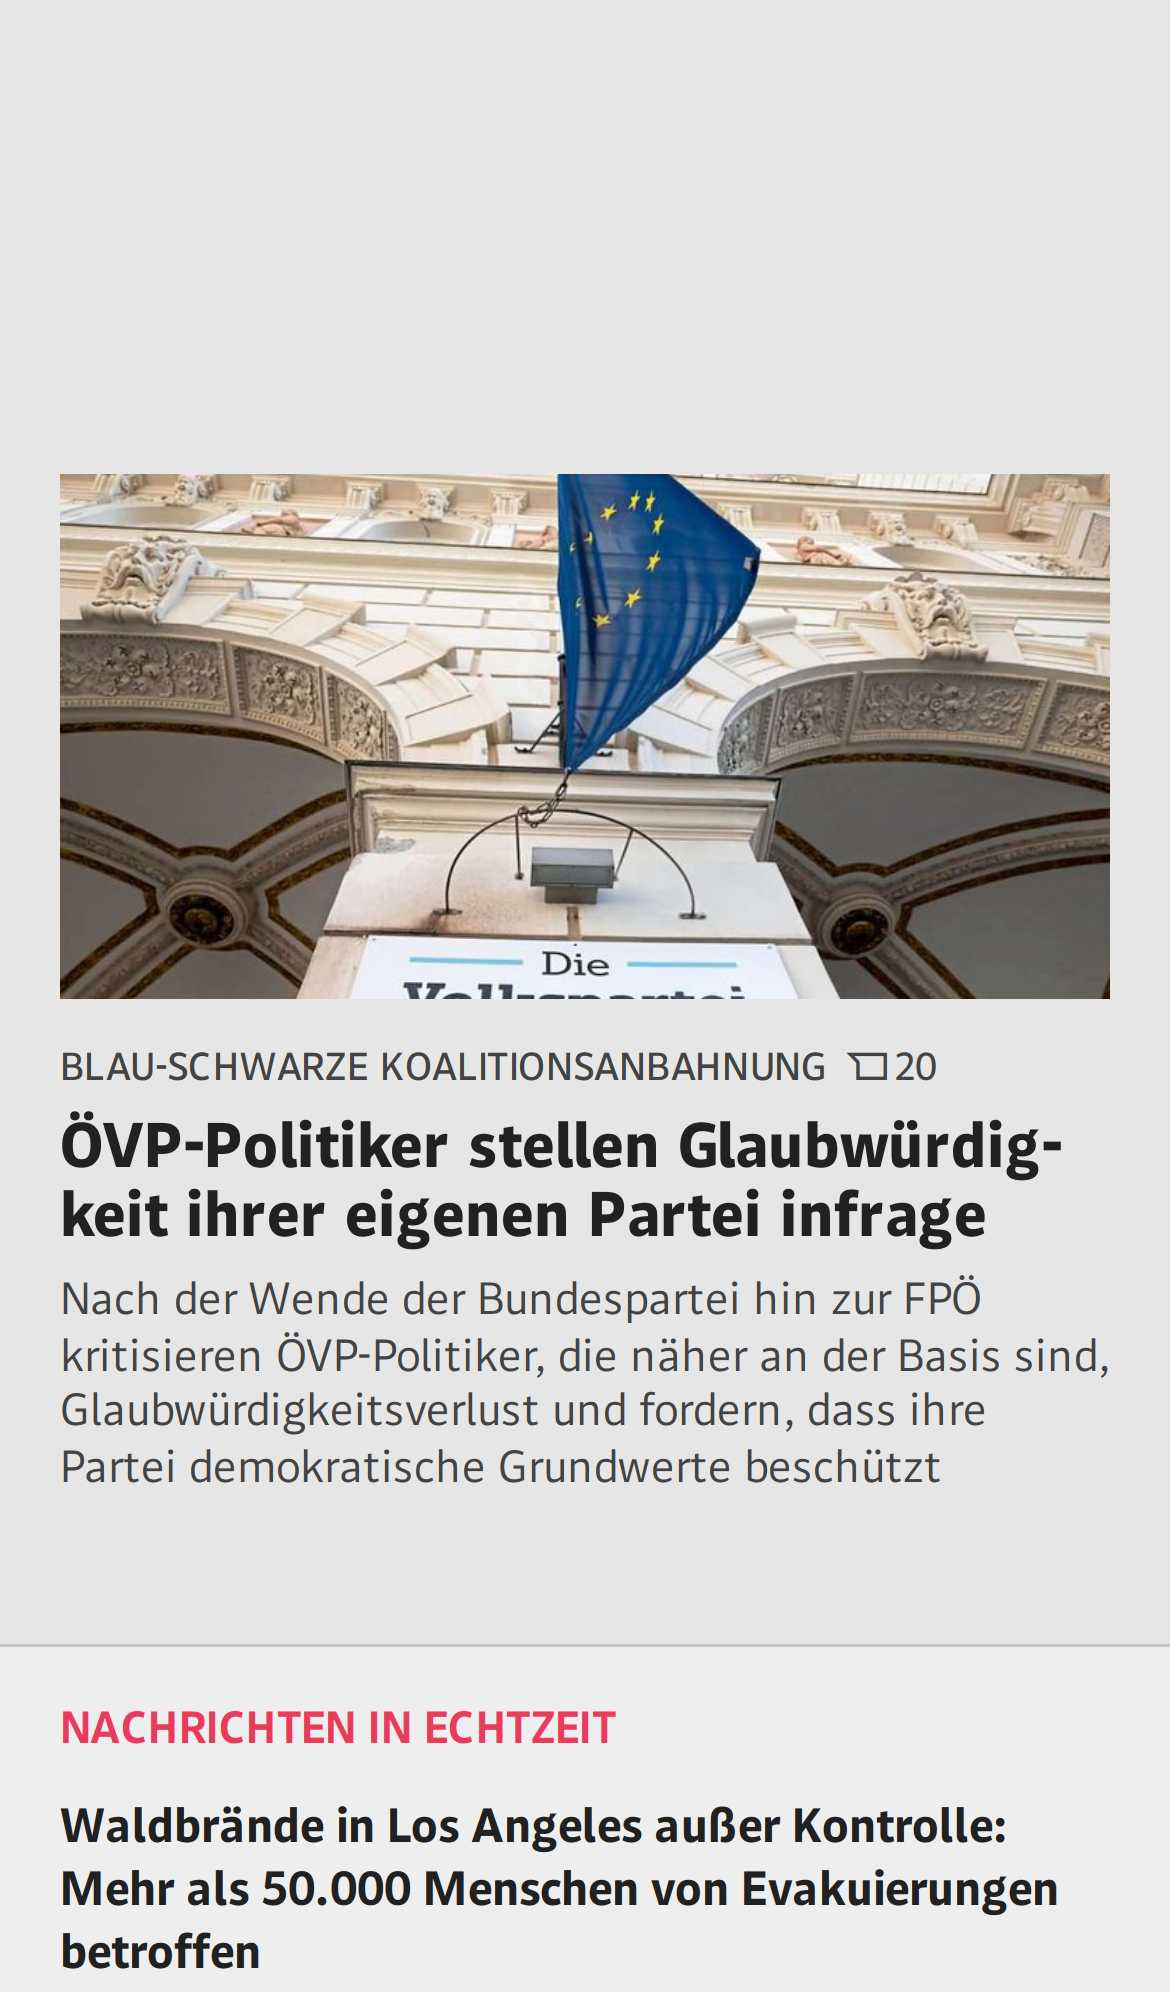 Die
Volkspartei
BLAU-SCHWARZE KOALITIONSANBAHNUNG 20
ÖVP-Politiker stellen Glaubwürdig-
keit ihrer eigenen Partei infrage
Nach der Wende der Bundespartei hin zur FPÖ
kritisieren ÖVP-Politiker, die näher an der Basis sind,
Glaubwürdigkeitsverlust und fordern, dass ihre
Partei demokratische Grundwerte beschützt
NACHRICHTEN IN ECHTZEIT
Waldbrände in Los Angeles außer Kontrolle:
Mehr als 50.000 Menschen von Evakuierungen
betroffen